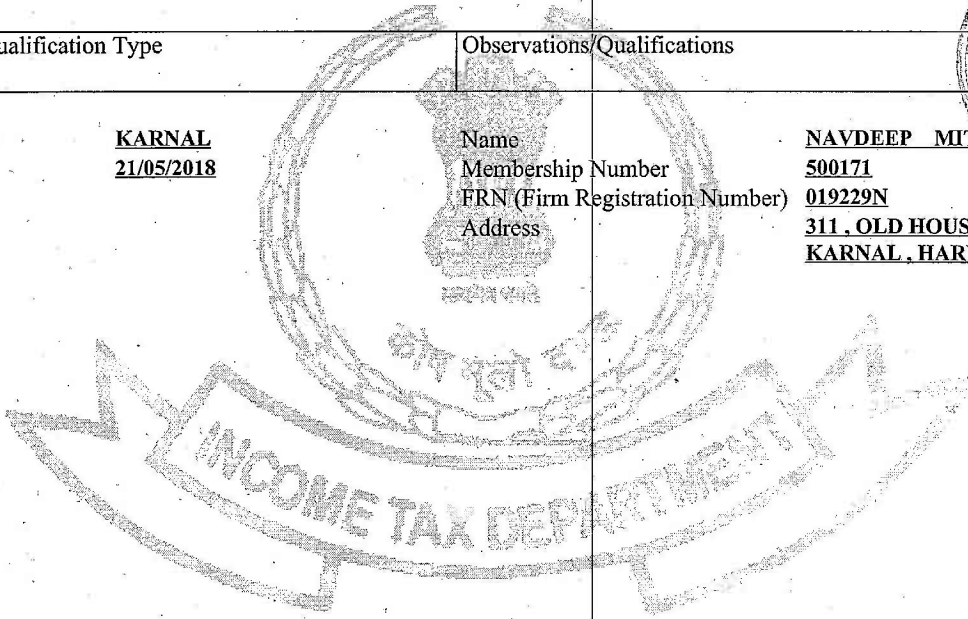 ualification Type Observations/Qualifications
KARNAL Name NAVDEEP MIT
21/05/2018 Membership Number 500171
FRN (Firm Registration Number) 019229N
Address 311 , OLD HOUS
KARNAL , HAR
कोष मूलो
INCOME TAX DEPARTMENT